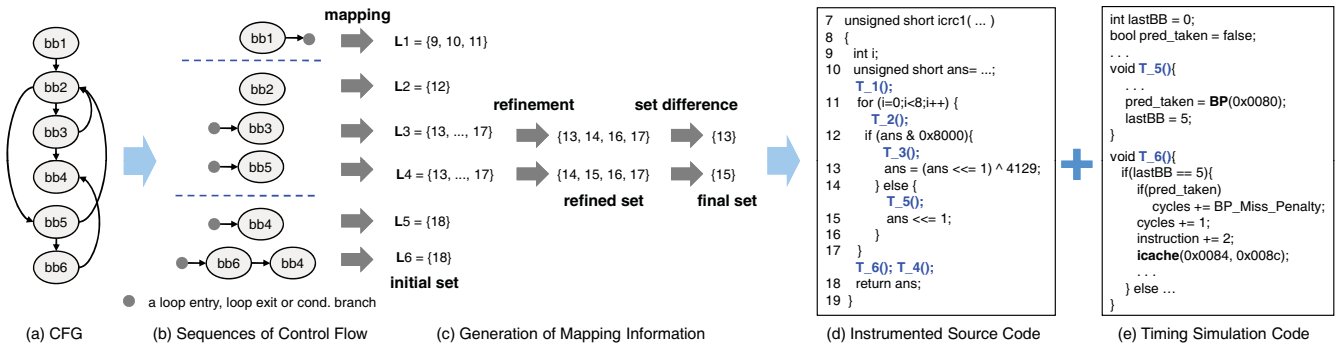 bb1
bb2
bb3
bb4
bb5
bb6
(a) CFG
mapping
bb1
bb2
bb3
bb5
bb4
bb6 bb4
a loop entry, loop exit or cond. branch
(b) Sequences of Control Flow
L1 = {9, 10, 11}
L2 = {12}
L3 = {13, ..., 17}
L4 = {13, ..., 17}
L5 = {18}
L6 = {18}
initial set
refinement
{13, 14, 16, 17}
{14, 15, 16, 17}
refined set
set difference
{13}
{15}
final set
(c) Generation of Mapping Information
7 unsigned short icrc1( ... )
8 {
9 int i;
10 unsigned short ans= ...;
T_1();
11 for (i=0;i<8;i++) {
T_2();
12 if (ans & 0x8000){
T_3();
13 ans = (ans <<= 1) ^ 4129;
14 } else {
T_5();
15 ans <<= 1;
16 }
17 }
T_6(); T_4();
18 return ans;
19 }
(d) Instrumented Source Code
int lastBB = 0;
bool pred_taken = false;
. . .
void T_5(){
. . .
pred_taken = BP(0x0080);
lastBB = 5;
}
void T_6(){
if(lastBB == 5){
if(pred_taken)
cycles += BP_Miss_Penalty;
cycles += 1;
instruction += 2;
icache(0x0084, 0x008c);
. . .
} else ...
}
(e) Timing Simulation Code